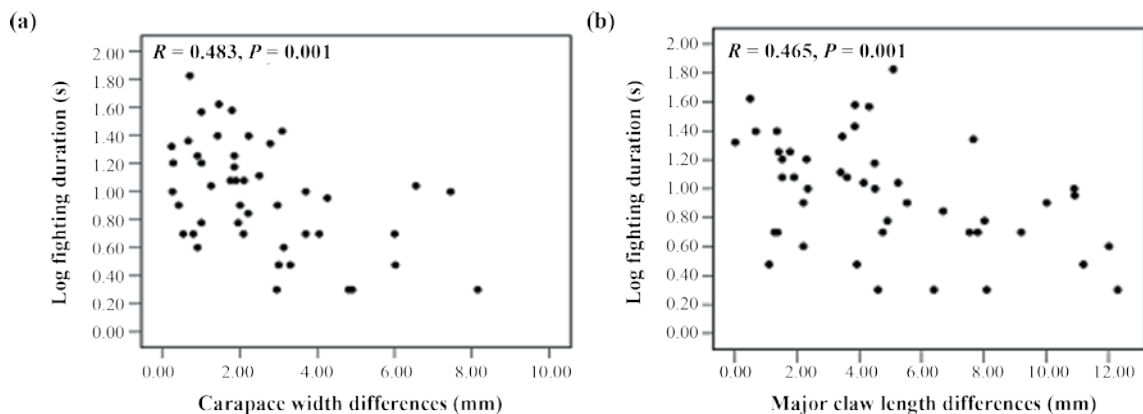 (a)
R = 0.483, P = 0.001
Log fighting duration (s)
2.00
1.80
1.60
1.40
1.20
1.00
0.80
0.60
0.40
0.20
0.00
0.00 2.00 4.00 6.00 8.00 10.00
Carapace width differences (mm)
(b)
R = 0.465, P = 0.001
Log fighting duration (s)
2.00
1.80
1.60
1.40
1.20
1.00
0.80
0.60
0.40
0.20
0.00
0.00 2.00 4.00 6.00 8.00 10.00 12.00
Major claw length differences (mm)